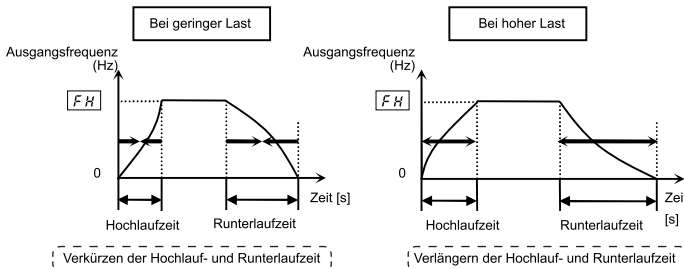 Bei geringer Last
Ausgangsfrequenz
(Hz)
FH
0
Zeit [s]
Hochlaufzeit
Runterlaufzeit
Verkürzen der Hochlauf- und Runterlaufzeit
Bei hoher Last
Ausgangsfrequenz
(Hz)
FH
0
Zei
[s]
Hochlaufzeit
Runterlaufzeit
Verlängern der Hochlauf- und Runterlaufzeit